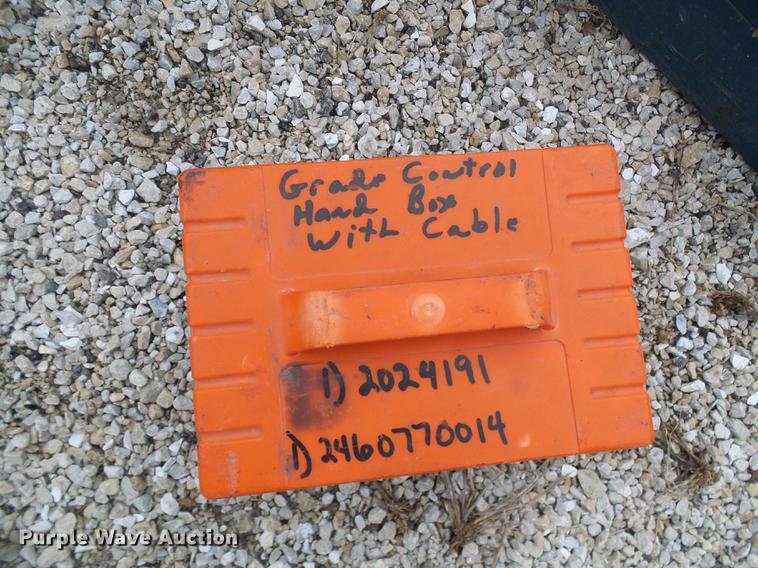 Grade Control
Hand Box
With Cable
1) 2024191
1) 2460770014
Purple Wave Auction